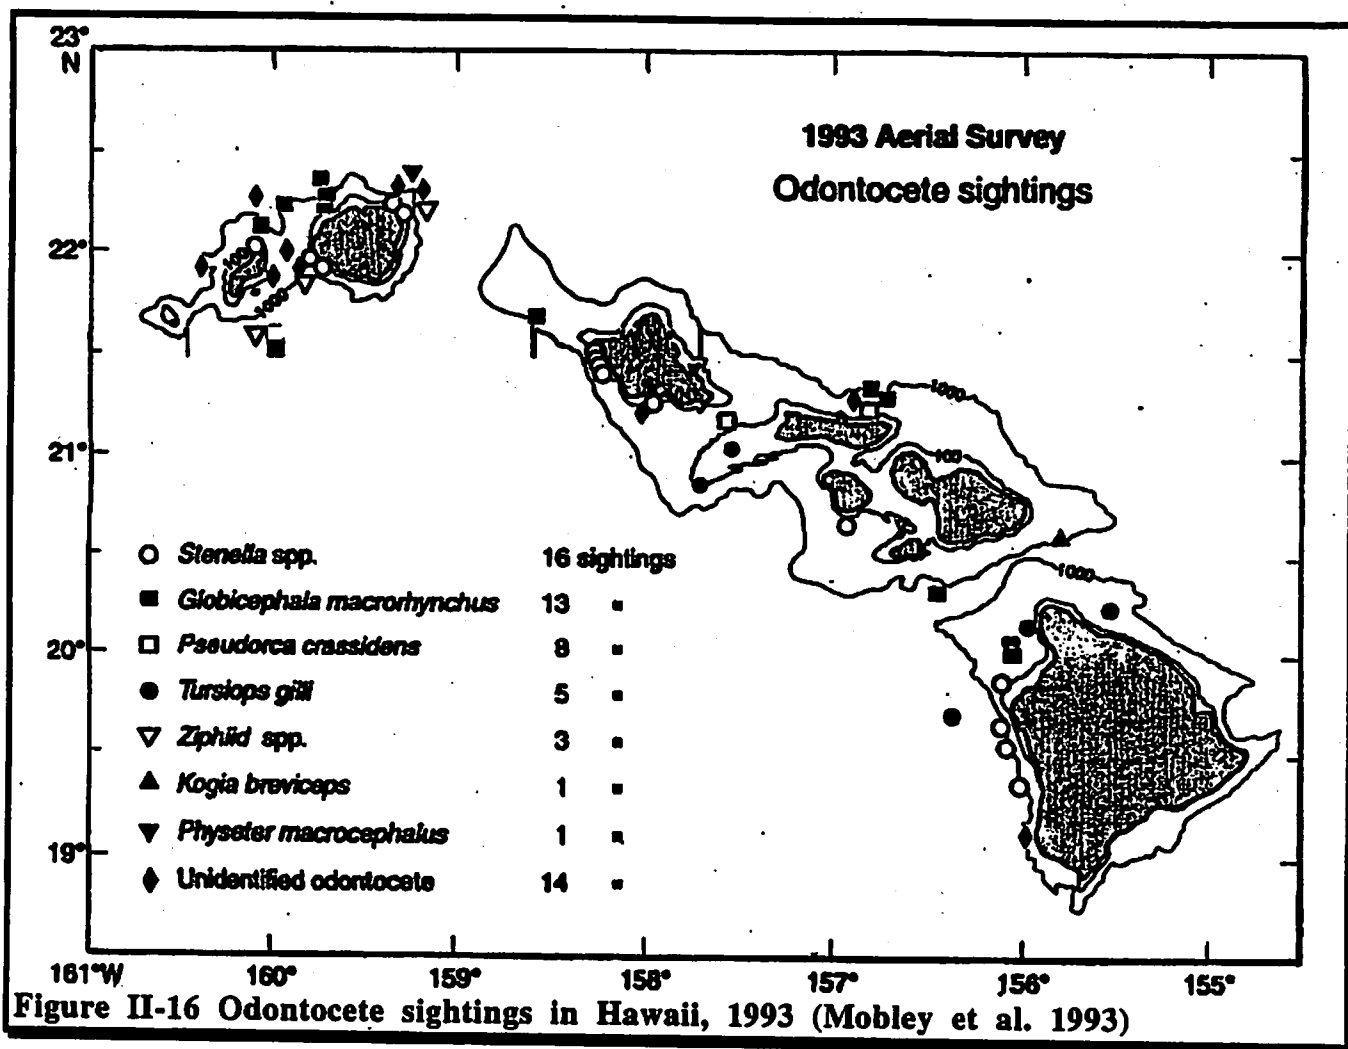 23°
N
1993 Aerial Survey
Odontocete sightings
22°
100
1000
21°
1000
100
1000
Stenella spp. 16 sightings
Globicephala macrorhynchus 13 "
Pseudorca crassidens 8 "
20°
Tursiops gilli 5 "
Ziphiid spp. 3 "
Kogia breviceps 1 "
Physeter macrocephalus 1 "
19°
Unidentified odontocete 14 "
161°W 160° 159° 158° 157° 156° 155°
Figure II-16 Odontocete sightings in Hawaii, 1993 (Mobley et al. 1993)